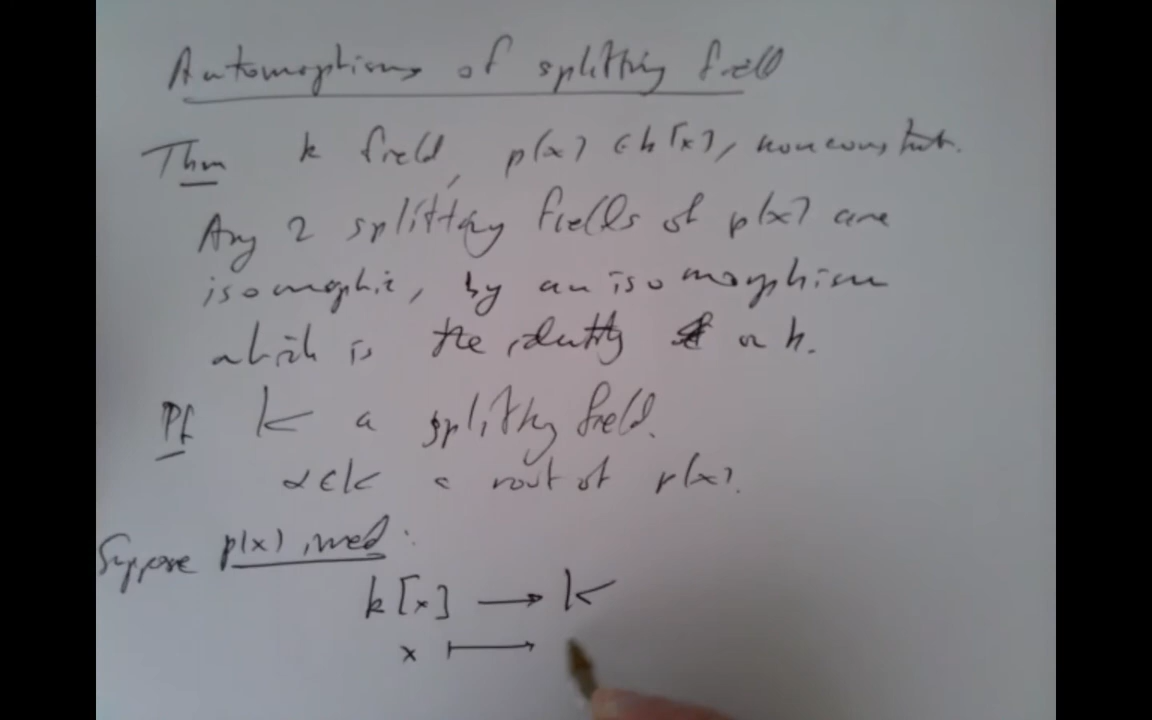 Automorphisms of splitting field
Thm k field, p(x) ∈ k[x], nonconstant.
Any 2 splitting fields of p(x) are
isomorphic, by an isomorphism
which is the identity on k.
Pf K a splitting field.
α ∈ K a root of p(x).
Suppose p(x) irred:
k[x] → K
x ↦